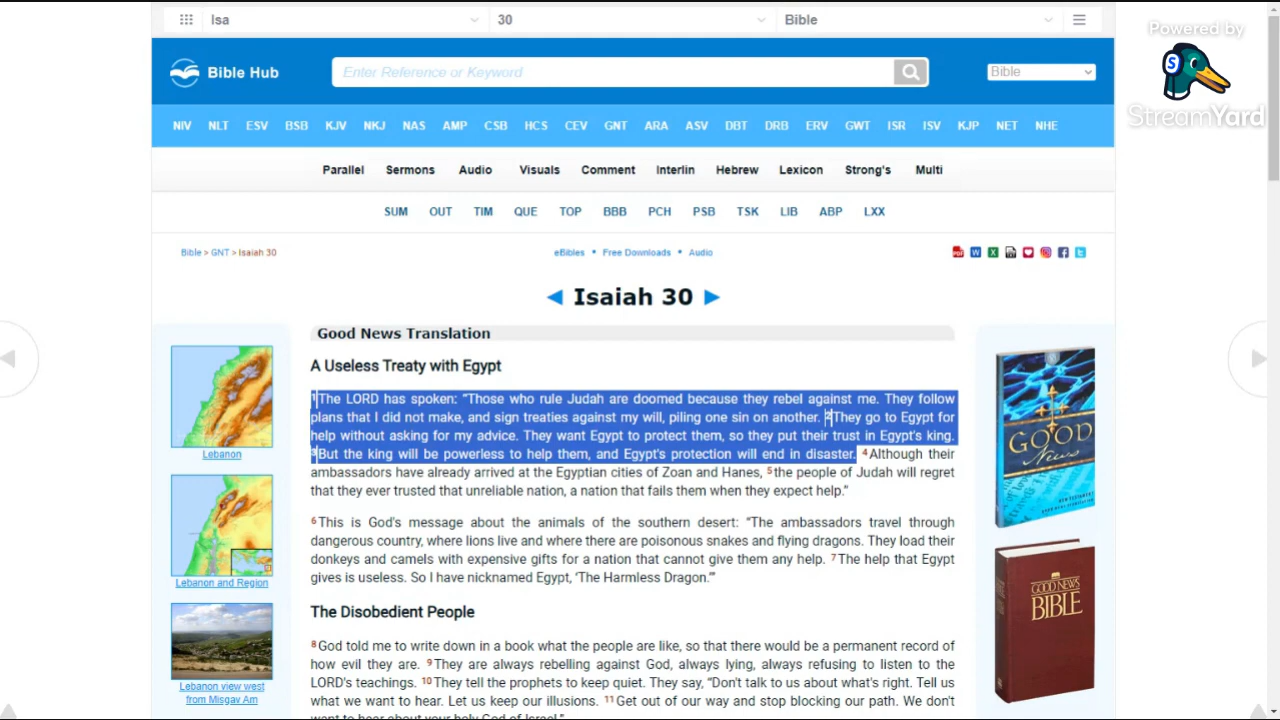 Isa 30 Bible
Powered by
StreamYard
Bible Hub Enter Reference or Keyword Bible
NIV NLT ESV BSB KJV NKJ NAS AMP CSB HCS CEV GNT ARA ASV DBT DRB ERV GWT ISR ISV KJP NET NHE
Parallel Sermons Audio Visuals Comment Interlin Hebrew Lexicon Strong's Multi
SUM OUT TIM QUE TOP BBB PCH PSB TSK LIB ABP LXX
Bible > GNT > Isaiah 30 eBibles • Free Downloads • Audio
◄ Isaiah 30 ►
Good News Translation
A Useless Treaty with Egypt
1The LORD has spoken: “Those who rule Judah are doomed because they rebel against me. They follow
plans that I did not make, and sign treaties against my will, piling one sin on another. 2They go to Egypt for
help without asking for my advice. They want Egypt to protect them, so they put their trust in Egypt's king.
3But the king will be powerless to help them, and Egypt's protection will end in disaster. 4Although their
ambassadors have already arrived at the Egyptian cities of Zoan and Hanes, 5the people of Judah will regret
that they ever trusted that unreliable nation, a nation that fails them when they expect help.”
6This is God's message about the animals of the southern desert: “The ambassadors travel through
dangerous country, where lions live and where there are poisonous snakes and flying dragons. They load their
donkeys and camels with expensive gifts for a nation that cannot give them any help. 7The help that Egypt
gives is useless. So I have nicknamed Egypt, ‘The Harmless Dragon.’”
The Disobedient People
8God told me to write down in a book what the people are like, so that there would be a permanent record of
how evil they are. 9They are always rebelling against God, always lying, always refusing to listen to the
LORD's teachings. 10They tell the prophets to keep quiet. They say, “Don't talk to us about what's right. Tell us
what we want to hear. Let us keep our illusions. 11Get out of our way and stop blocking our path. We don't
want to hear about your holy God of Israel.”
Lebanon
Lebanon and Region
Lebanon view west
from Misgav Am
GOOD
News
GOOD NEWS
BIBLE